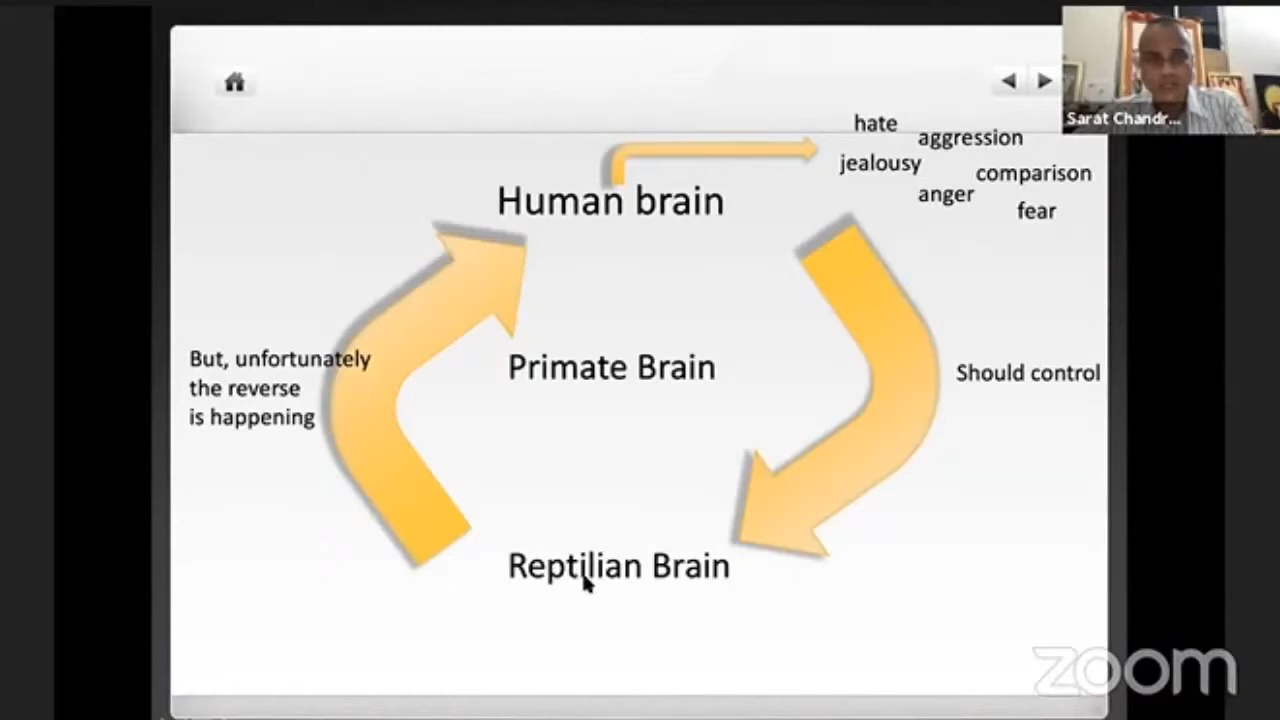 Sarat Chandr...
hate
aggression
jealousy
comparison
anger
fear
Human brain
But, unfortunately
the reverse
is happening
Primate Brain
Should control
Reptilian Brain
zoom